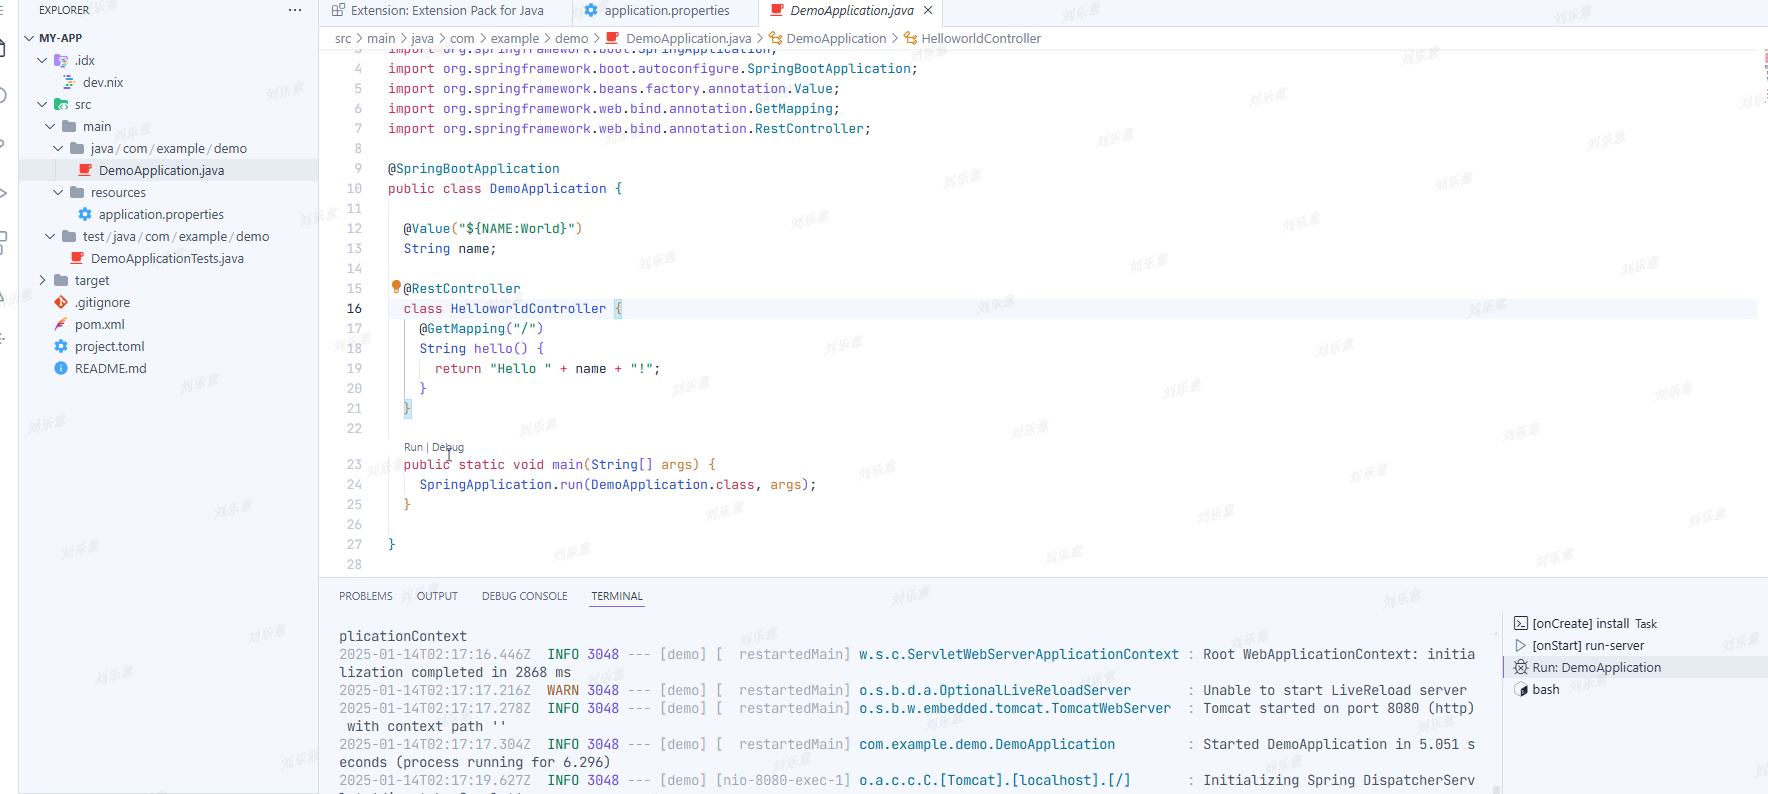 EXPLORER
···
MY-APP
.idx
dev.nix
src
main
java/com/example/demo
DemoApplication.java
resources
application.properties
test/java/com/example/demo
DemoApplicationTests.java
target
.gitignore
pom.xml
project.toml
README.md
Extension: Extension Pack for Java
application.properties
DemoApplication.java
src > main > java > com > example > demo > DemoApplication.java > DemoApplication > HelloworldController
3 import org.springframework.boot.SpringApplication;
4 import org.springframework.boot.autoconfigure.SpringBootApplication;
5 import org.springframework.beans.factory.annotation.Value;
6 import org.springframework.web.bind.annotation.GetMapping;
7 import org.springframework.web.bind.annotation.RestController;
8
9 @SpringBootApplication
10 public class DemoApplication {
11
12 @Value("${NAME:World}")
13 String name;
14
15 @RestController
16 class HelloworldController {
17 @GetMapping("/")
18 String hello() {
19 return "Hello " + name + "!";
20 }
21 }
22
Run | Debug
23 public static void main(String[] args) {
24 SpringApplication.run(DemoApplication.class, args);
25 }
26
27 }
28
PROBLEMS OUTPUT DEBUG CONSOLE TERMINAL
plicationContext
2025-01-14T02:17:16.446Z INFO 3048 --- [demo] [ restartedMain] w.s.c.ServletWebServerApplicationContext : Root WebApplicationContext: initia
lization completed in 2868 ms
2025-01-14T02:17:17.216Z WARN 3048 --- [demo] [ restartedMain] o.s.b.d.a.OptionalLiveReloadServer : Unable to start LiveReload server
2025-01-14T02:17:17.278Z INFO 3048 --- [demo] [ restartedMain] o.s.b.w.embedded.tomcat.TomcatWebServer : Tomcat started on port 8080 (http)
with context path ''
2025-01-14T02:17:17.304Z INFO 3048 --- [demo] [ restartedMain] com.example.demo.DemoApplication : Started DemoApplication in 5.051 s
econds (process running for 6.296)
2025-01-14T02:17:19.627Z INFO 3048 --- [demo] [nio-8080-exec-1] o.a.c.c.C.[Tomcat].[localhost].[/] : Initializing Spring DispatcherServ
[onCreate] install Task
[onStart] run-server
Run: DemoApplication
bash
刘乐意